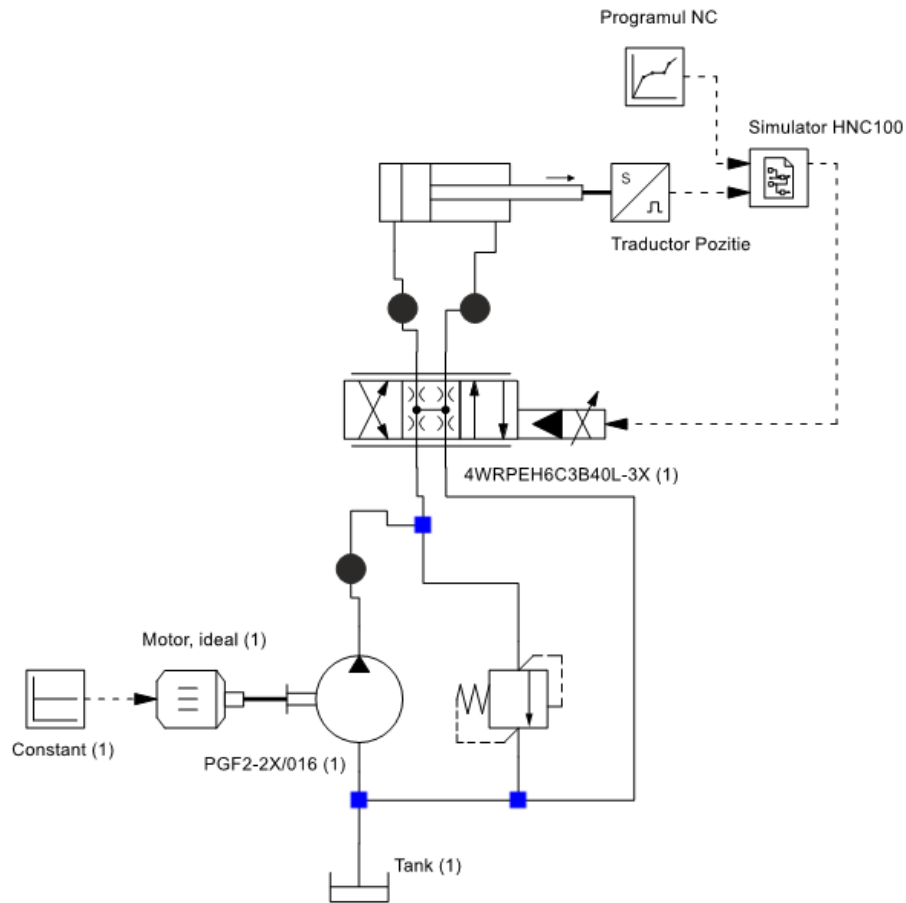 Programul NC
Simulator HNC100
S
Traductor Pozitie
4WRPEH6C3B40L-3X (1)
Motor, ideal (1)
Constant (1)
PGF2-2X/016 (1)
Tank (1)